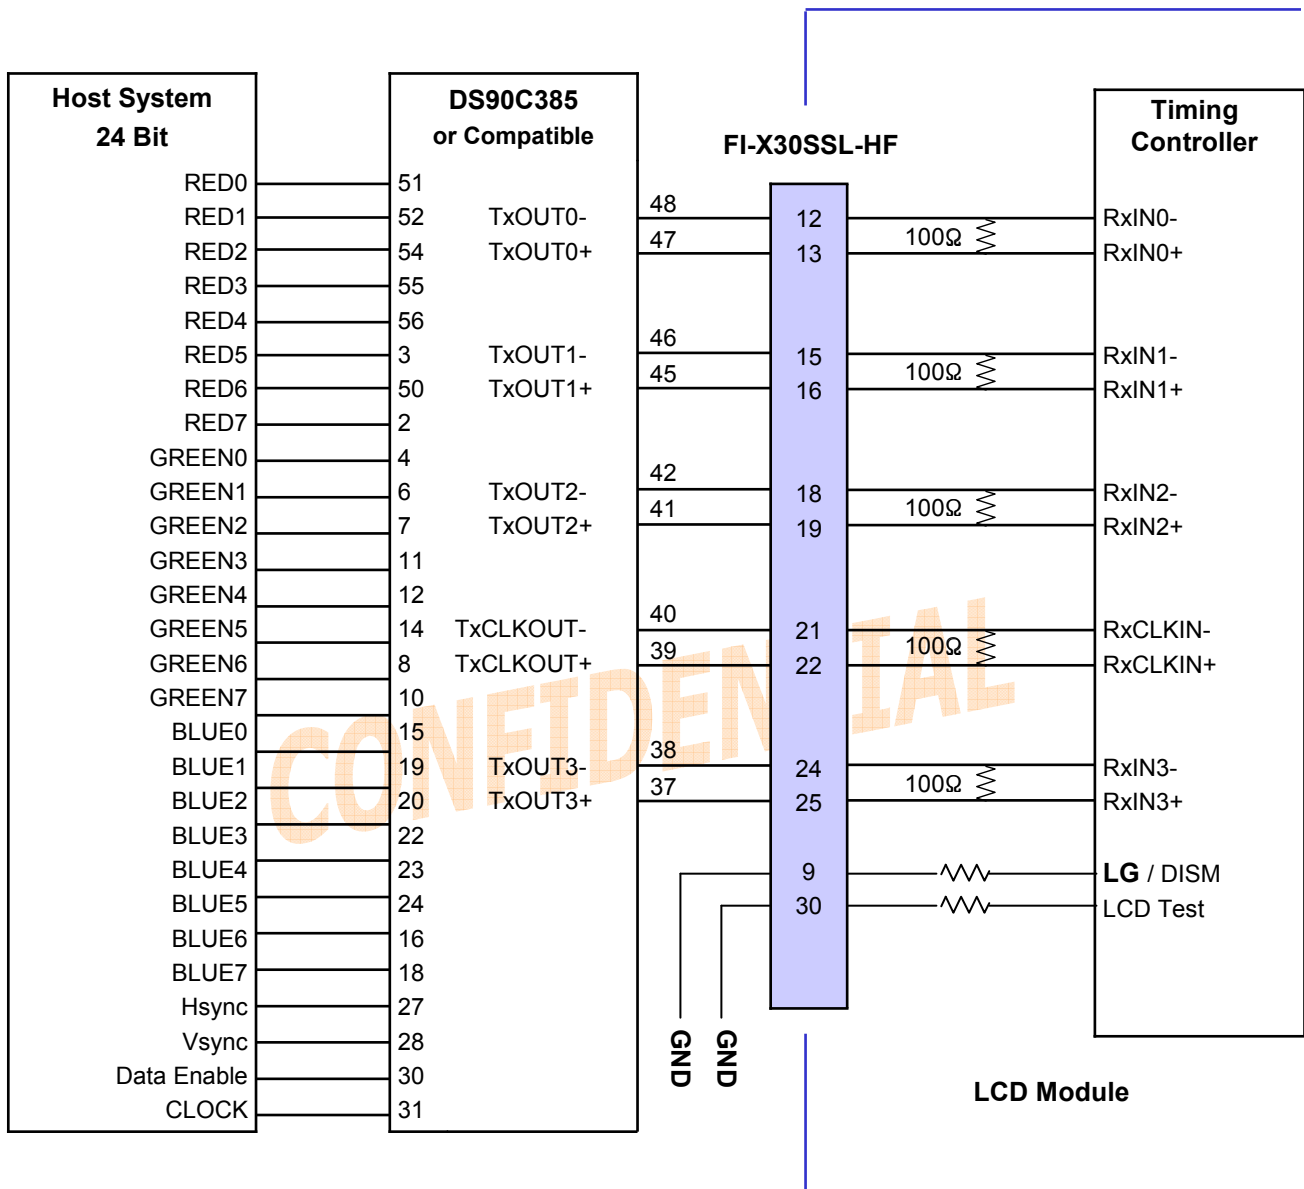 Host System
24 Bit
RED0
RED1
RED2
RED3
RED4
RED5
RED6
RED7
GREEN0
GREEN1
GREEN2
GREEN3
GREEN4
GREEN5
GREEN6
GREEN7
BLUE0
BLUE1
BLUE2
BLUE3
BLUE4
BLUE5
BLUE6
BLUE7
Hsync
Vsync
Data Enable
CLOCK
DS90C385
or Compatible
51
52
54
55
56
3
50
2
4
6
7
11
12
14
8
10
15
19
20
22
23
24
16
18
27
28
30
31
TxOUT0-
TxOUT0+
TxOUT1-
TxOUT1+
TxOUT2-
TxOUT2+
TxCLKOUT-
TxCLKOUT+
TxOUT3-
TxOUT3+
48
47
46
45
42
41
40
39
38
37
GND
GND
FI-X30SSL-HF
12
13
15
16
18
19
21
22
24
25
9
30
100Ω
100Ω
100Ω
100Ω
100Ω
Timing
Controller
RxIN0-
RxIN0+
RxIN1-
RxIN1+
RxIN2-
RxIN2+
RxCLKIN-
RxCLKIN+
RxIN3-
RxIN3+
LG / DISM
LCD Test
LCD Module
CONFIDENTIAL